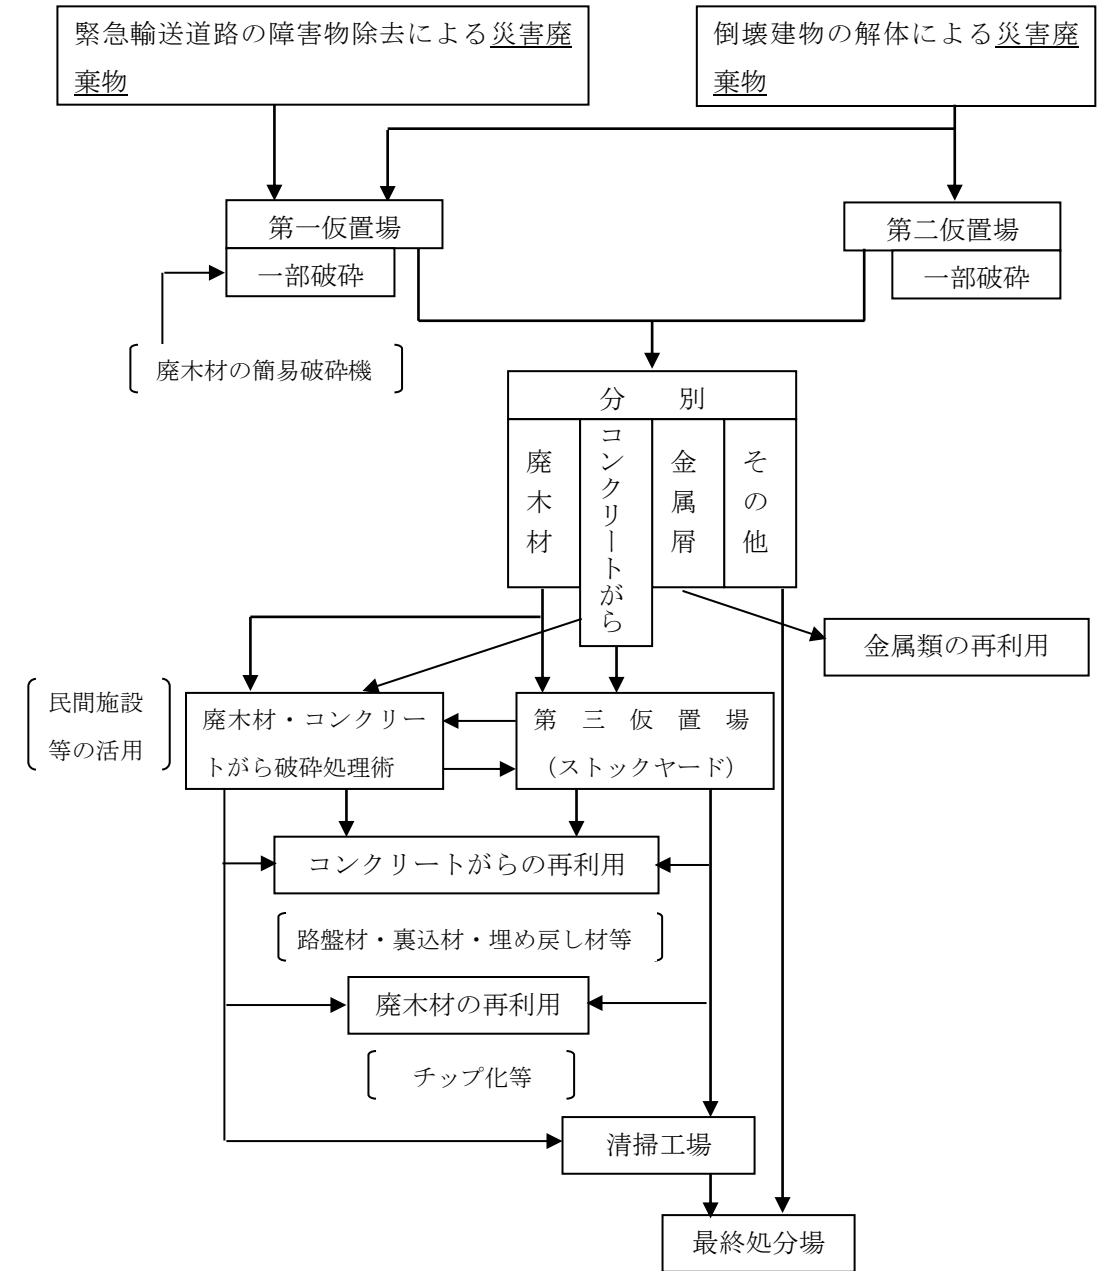 緊急輸送道路の障害物除去による災害廃
棄物
倒壊建物の解体による災害廃
棄物
第一仮置場
一部破砕
第二仮置場
一部破砕
廃木材の簡易破砕機
分　別
廃木材
コンクリートがら
金属屑
その他
金属類の再利用
民間施設
等の活用
廃木材・コンクリー
トがら破砕処理術
第三仮置場
（ストックヤード）
コンクリートがらの再利用
路盤材・裏込材・埋め戻し材等
廃木材の再利用
チップ化等
清掃工場
最終処分場